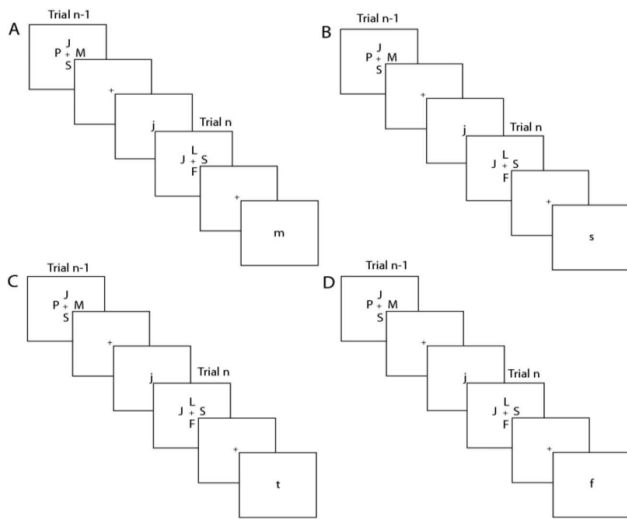 A
Trial n-1
J
P + M
S
+
j
Trial n
L
J + S
F
+
m
B
Trial n-1
J
P + M
S
+
j
Trial n
L
J + S
F
+
s
C
Trial n-1
J
P + M
S
+
j
Trial n
L
J + S
F
+
t
D
Trial n-1
J
P + M
S
+
j
Trial n
L
J + S
F
+
f